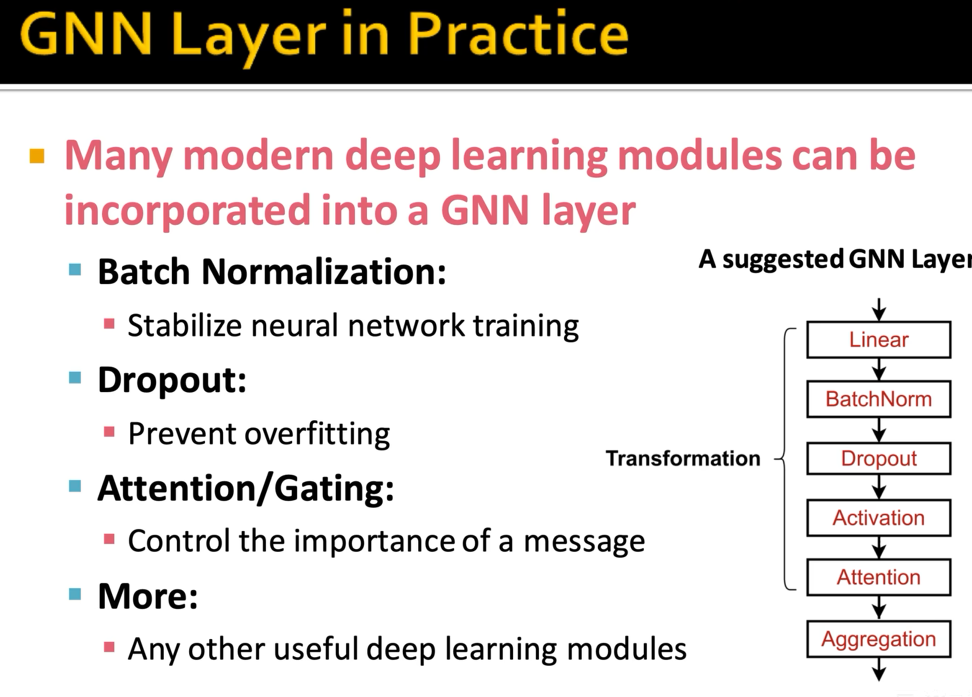 GNN Layer in Practice
Many modern deep learning modules can be
incorporated into a GNN layer
Batch Normalization:
Stabilize neural network training
Dropout:
Prevent overfitting
Attention/Gating:
Control the importance of a message
More:
Any other useful deep learning modules
A suggested GNN Layer
Linear
BatchNorm
Dropout
Transformation
Activation
Attention
Aggregation